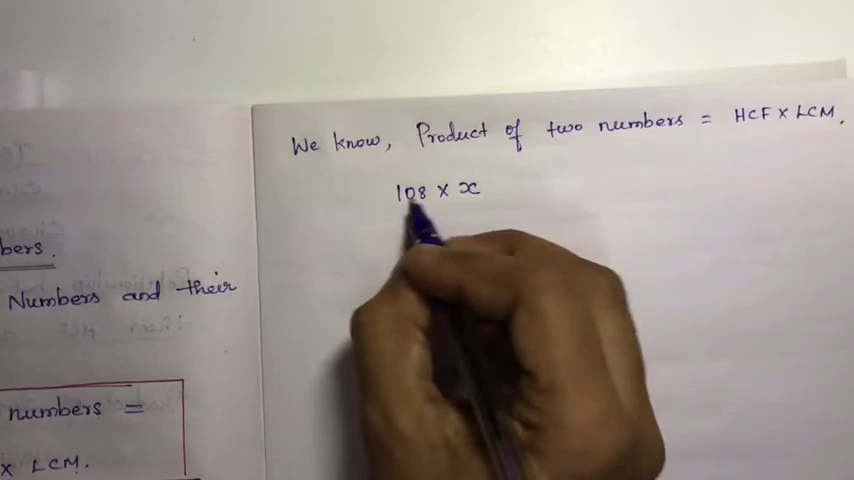 We know, Product of two numbers = HCF X LCM.
108 X x
bers.
Numbers and their
numbers =
X LCM.